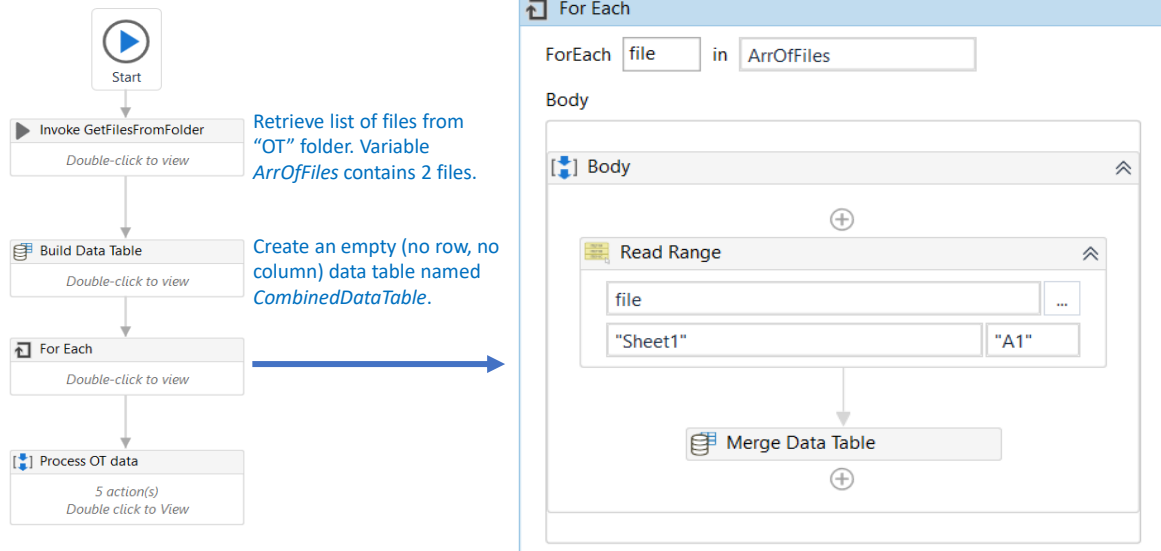 Start
Invoke GetFilesFromFolder
Double-click to view
Retrieve list of files from
“OT” folder. Variable
ArrOfFiles contains 2 files.
Build Data Table
Double-click to view
Create an empty (no row, no
column) data table named
CombinedDataTable.
For Each
Double-click to view
Process OT data
5 action(s)
Double click to View
For Each
ForEach file in ArrOfFiles
Body
Body
Read Range
file ...
"Sheet1" "A1"
Merge Data Table